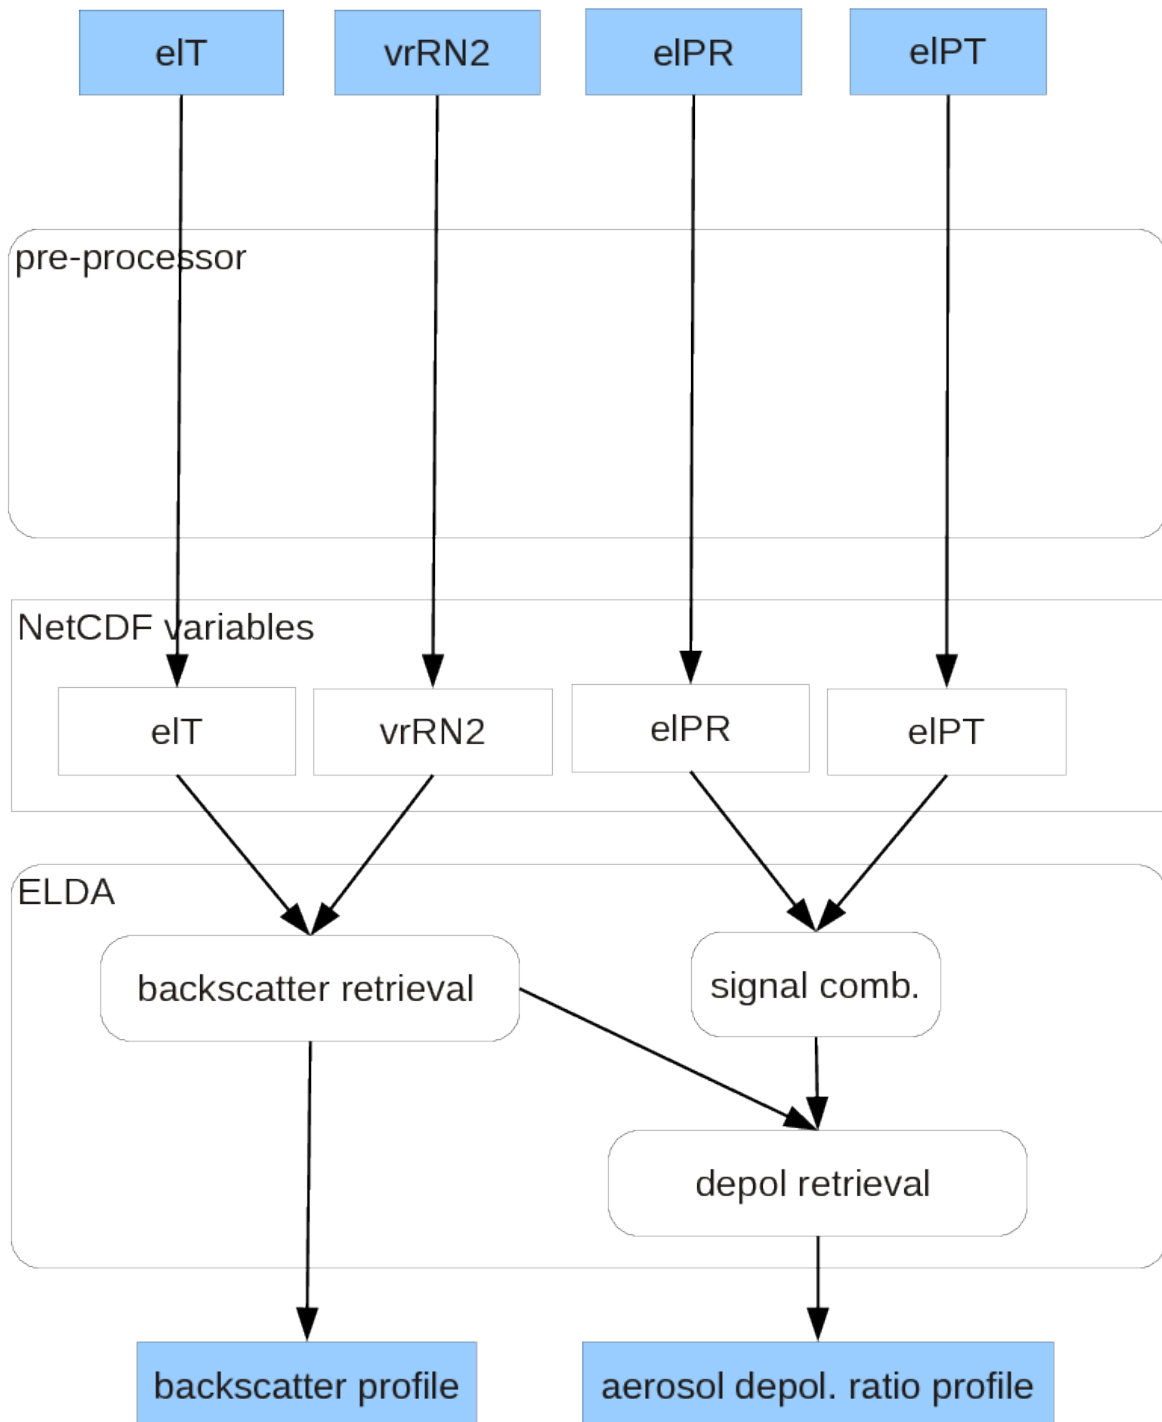 elT
vrRN2
elPR
elPT
pre-processor
NetCDF variables
elT
vrRN2
elPR
elPT
ELDA
backscatter retrieval
signal comb.
depol retrieval
backscatter profile
aerosol depol. ratio profile